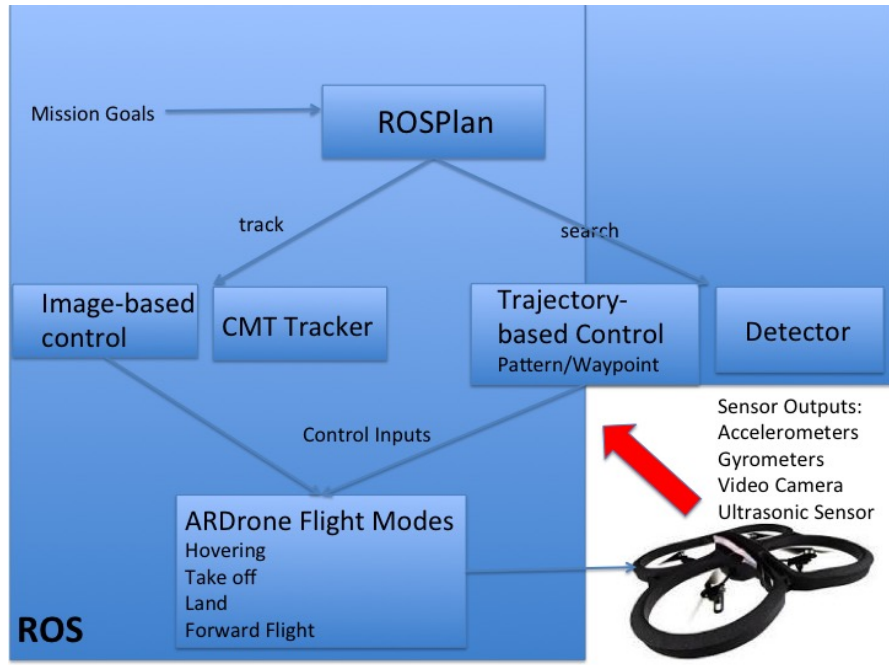 ROSPlan
Mission Goals
track
search
Image-based
control
CMT Tracker
Trajectory-
based Control
Pattern/Waypoint
Detector
Sensor Outputs:
Accelerometers
Gyrometers
Video Camera
Ultrasonic Sensor
Control Inputs
ARDrone Flight Modes
Hovering
Take off
Land
Forward Flight
ROS